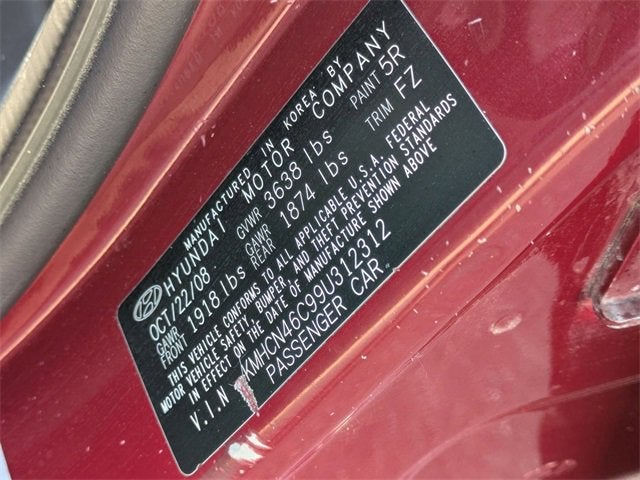 MANUFACTURED IN KOREA BY
HYUNDAI MOTOR COMPANY
OCT/22/08 GVWR 3638 lbs PAINT 5R
GAWR FRONT 1918 lbs GAWR REAR 1874 lbs TRIM FZ
THIS VEHICLE CONFORMS TO ALL APPLICABLE U.S.A. FEDERAL
MOTOR VEHICLE SAFETY, BUMPER, AND THEFT PREVENTION STANDARDS
IN EFFECT ON THE DATE OF MANUFACTURE SHOWN ABOVE
V.I.N KMHCN46C99U312312
PASSENGER CAR